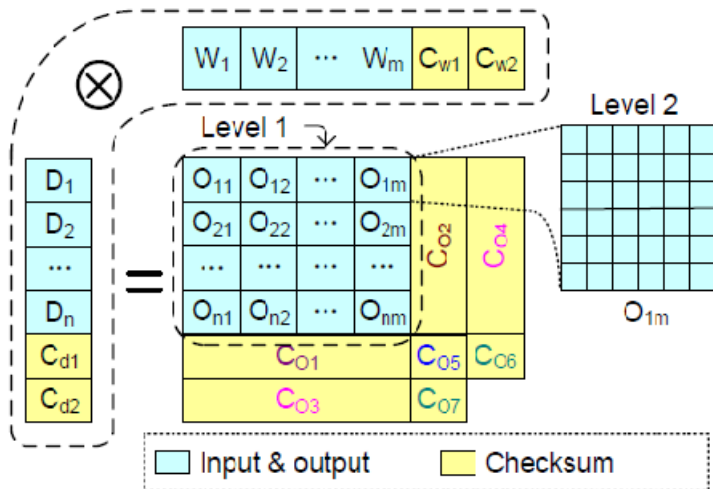 ⊗
W1 W2 ... Wm Cw1 Cw2
Level 1
Level 2
D1
D2
...
Dn
Cd1
Cd2
=
O11 O12 ... O1m
O21 O22 ... O2m
... ... ... ...
On1 On2 ... Onm
CO2
CO4
CO1 CO5 CO6
CO3 CO7
O1m
Input & output
Checksum